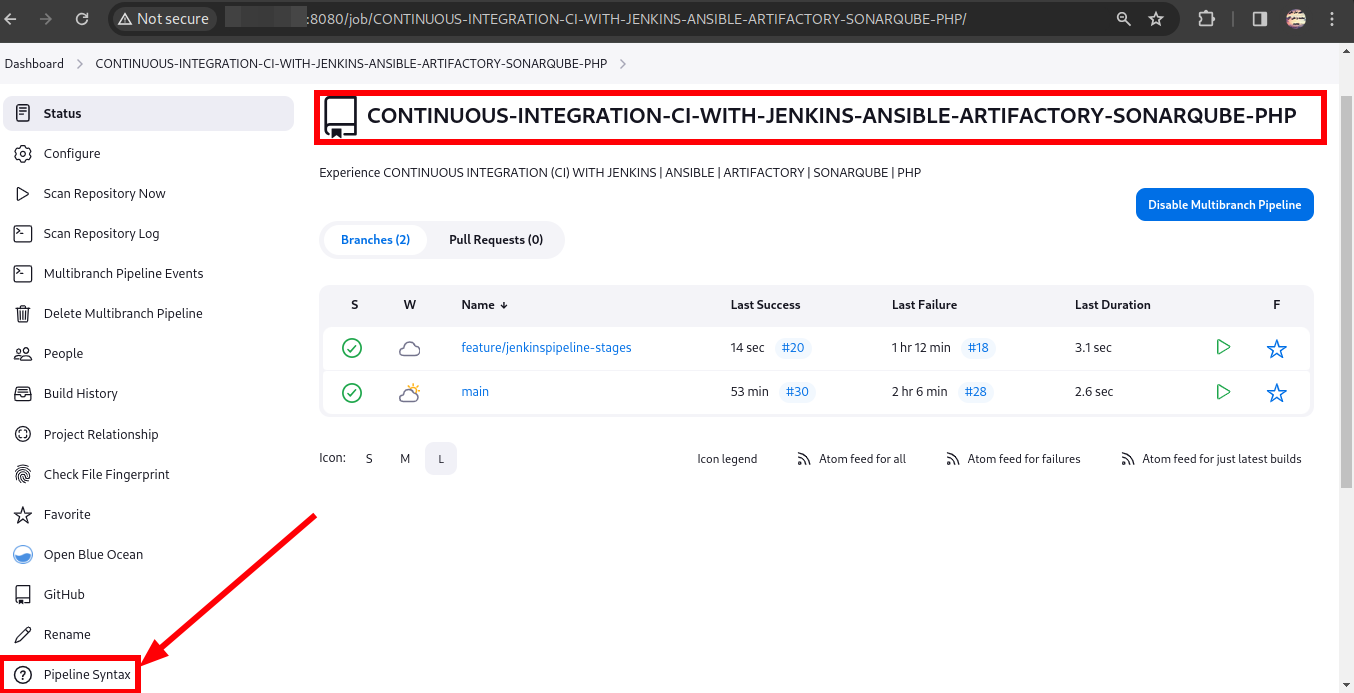 Not secure :8080/job/CONTINUOUS-INTEGRATION-CI-WITH-JENKINS-ANSIBLE-ARTIFACTORY-SONARQUBE-PHP/
Dashboard CONTINUOUS-INTEGRATION-CI-WITH-JENKINS-ANSIBLE-ARTIFACTORY-SONARQUBE-PHP
Status
Configure
Scan Repository Now
Scan Repository Log
Multibranch Pipeline Events
Delete Multibranch Pipeline
People
Build History
Project Relationship
Check File Fingerprint
Favorite
Open Blue Ocean
GitHub
Rename
Pipeline Syntax
CONTINUOUS-INTEGRATION-CI-WITH-JENKINS-ANSIBLE-ARTIFACTORY-SONARQUBE-PHP
Experience CONTINUOUS INTEGRATION (CI) WITH JENKINS | ANSIBLE | ARTIFACTORY | SONARQUBE | PHP
Disable Multibranch Pipeline
Branches (2) Pull Requests (0)
S W Name ↓ Last Success Last Failure Last Duration F
feature/jenkinspipeline-stages 14 sec #20 1 hr 12 min #18 3.1 sec
main 53 min #30 2 hr 6 min #28 2.6 sec
Icon: S M L Icon legend Atom feed for all Atom feed for failures Atom feed for just latest builds